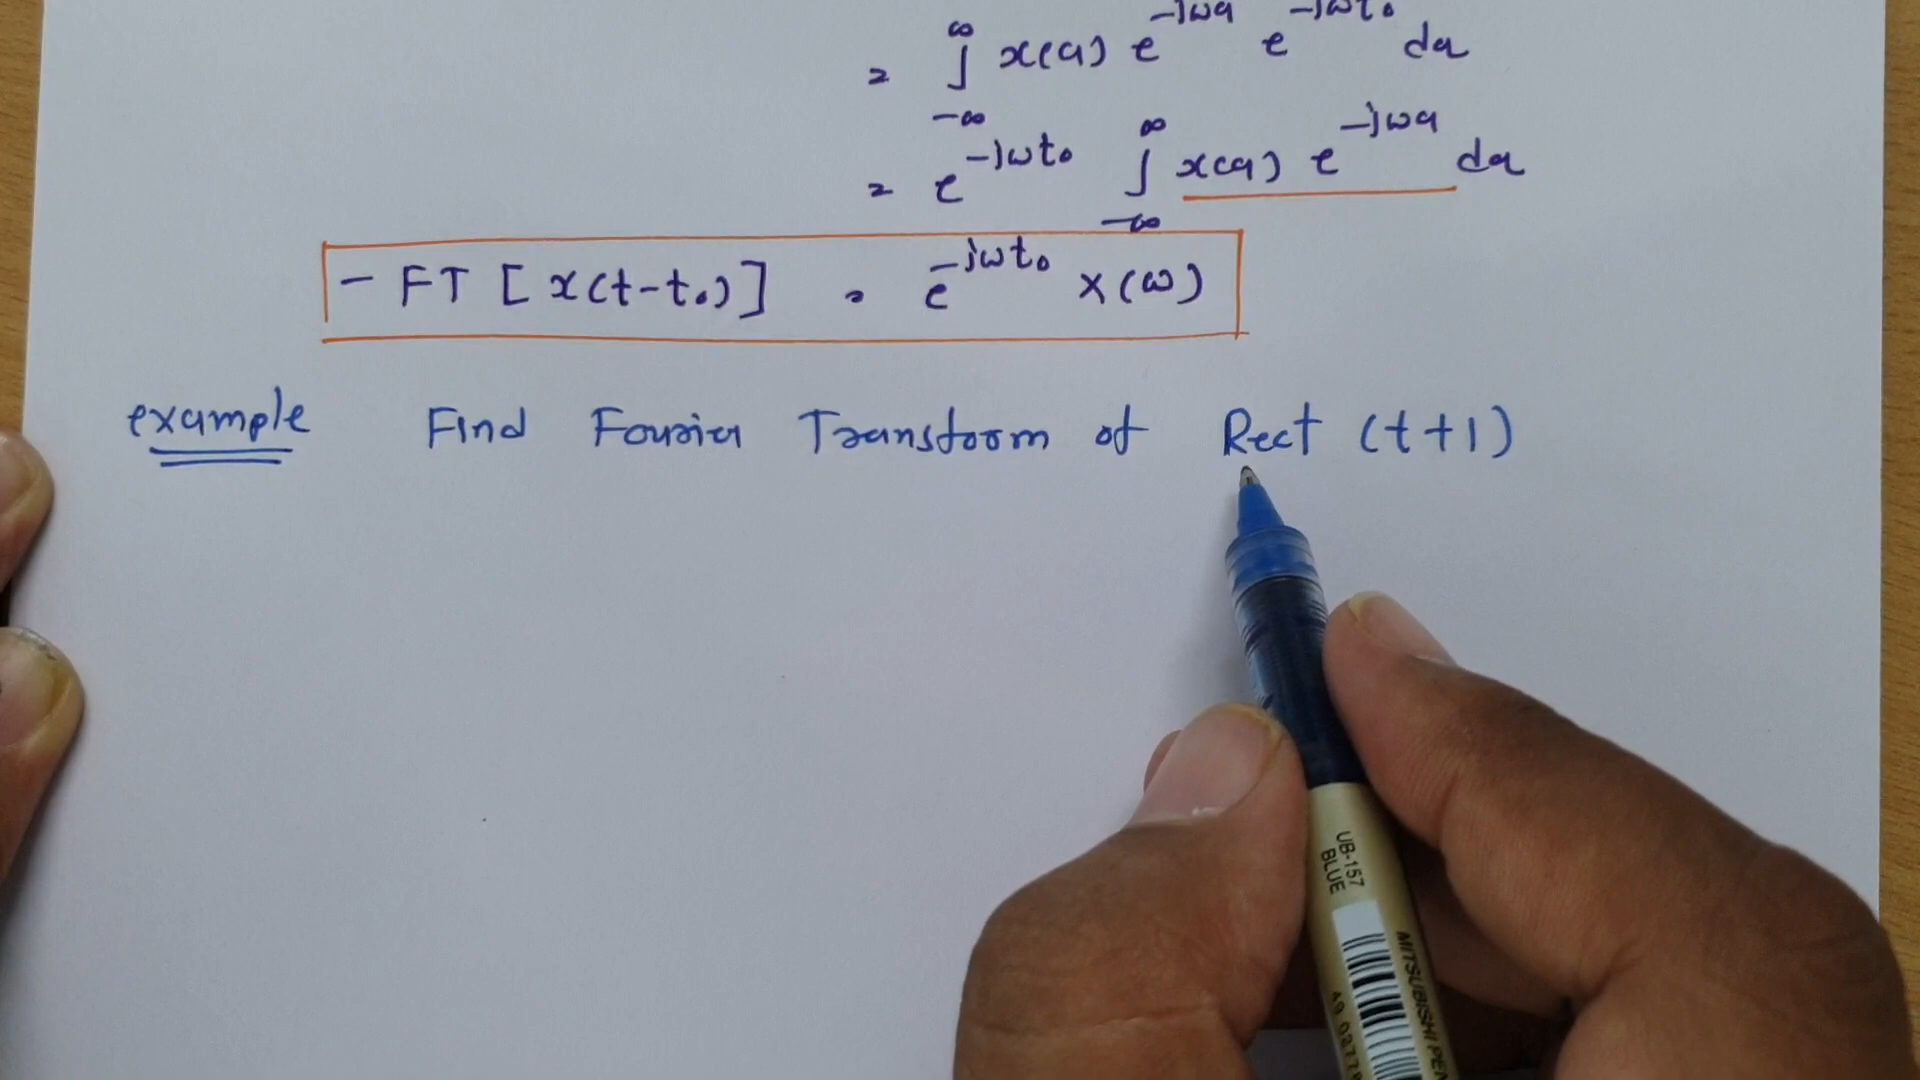 = ∫_{-∞}^{∞} x(a) e^{-jωa} e^{-jωt₀} da
= e^{-jωt₀} ∫_{-∞}^{∞} x(a) e^{-jωa} da
- FT [ x(t-t₀) ] = e^{-jωt₀} X(ω)
example Find Fourier Transform of Rect (t+1)
UB-157
BLUE
MITSUBISHI PEN